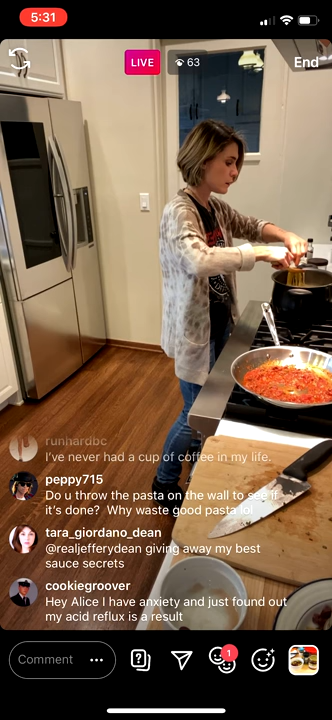 5:31
LIVE
63
End
runhardbc
I've never had a cup of coffee in my life.
peppy715
Do u throw the pasta on the wall to see if
it's done? Why waste good pasta lol
tara_giordano_dean
@realjefferydean giving away my best
sauce secrets
cookiegroover
Hey Alice I have anxiety and just found out
my acid reflux is a result
Comment
1